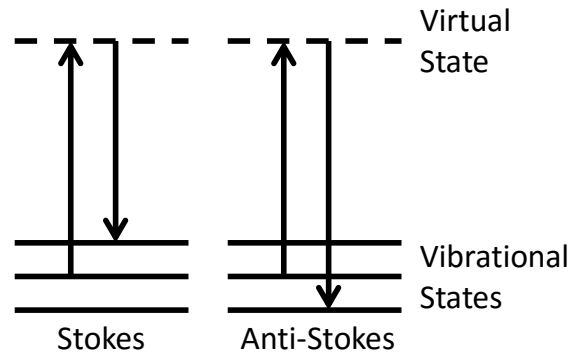 Virtual
State
Vibrational
States
Stokes
Anti-Stokes